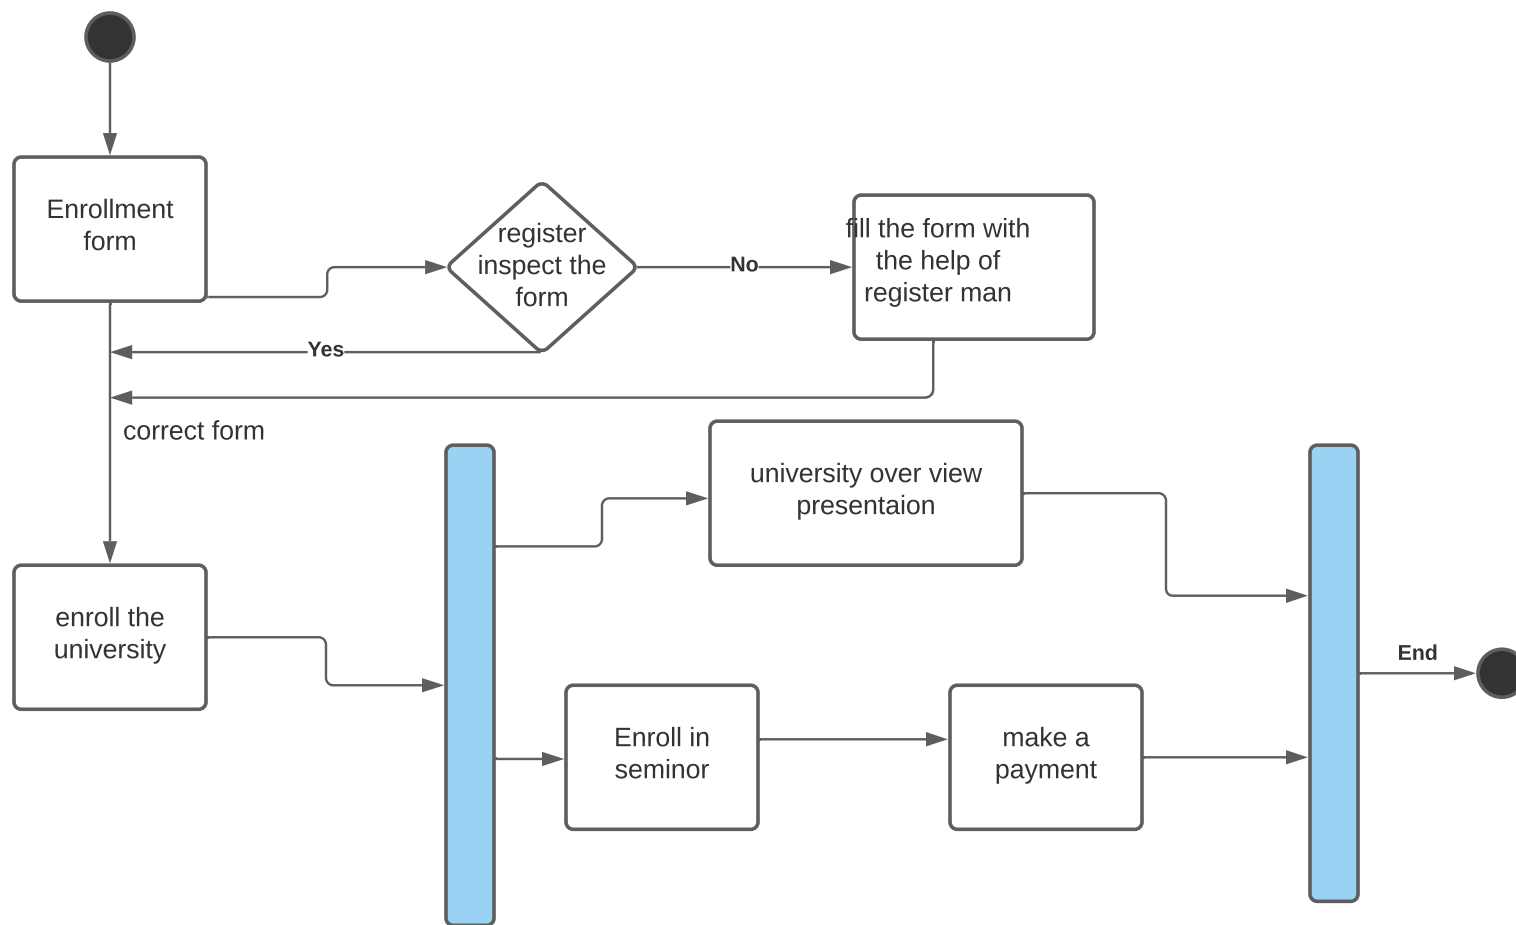 Enrollment
form
register
inspect the
form
No
fill the form with
the help of
register man
Yes
correct form
university over view
presentaion
enroll the
university
End
Enroll in
seminor
make a
payment